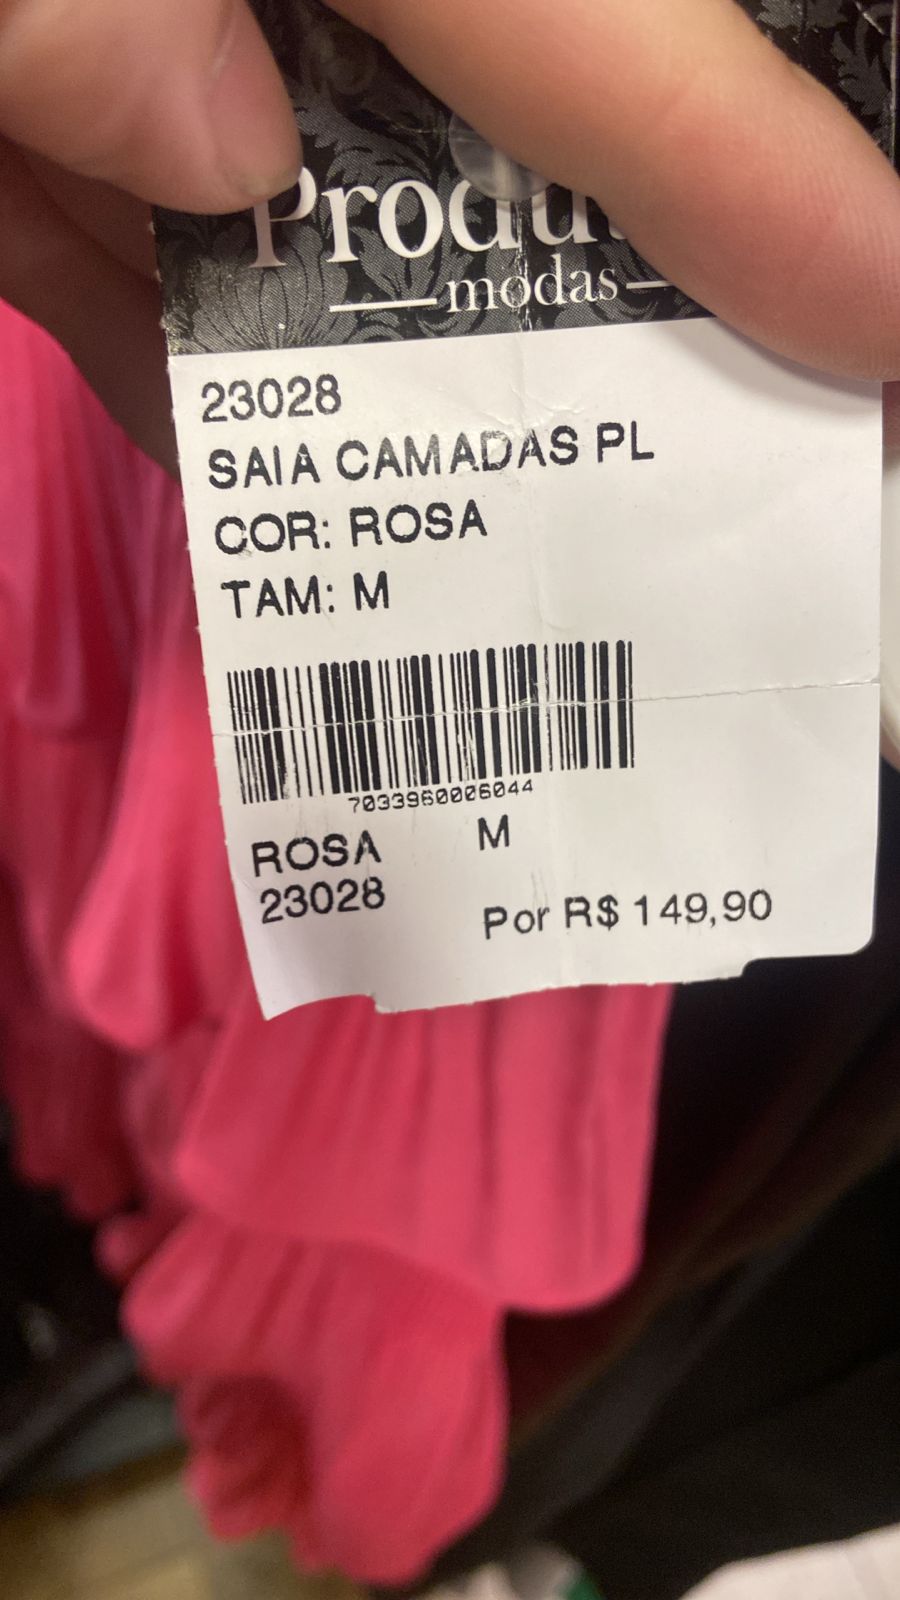 modas
23028
SAIA CAMADAS PL
COR: ROSA
TAM: M
7033960006044
ROSA M
23028 Por R$ 149,90